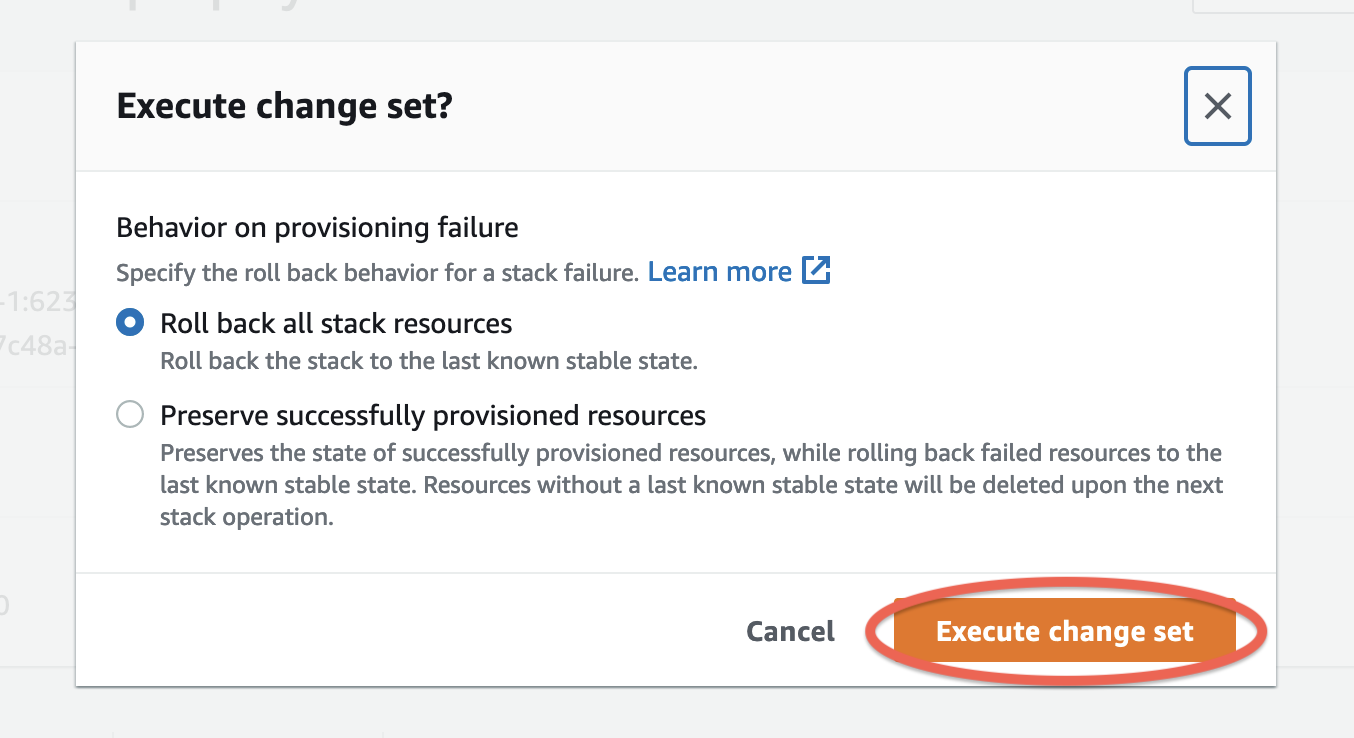 Execute change set?
-1:623
7c48a-
Behavior on provisioning failure
Specify the roll back behavior for a stack failure. Learn more
Roll back all stack resources
Roll back the stack to the last known stable state.
Preserve successfully provisioned resources
Preserves the state of successfully provisioned resources, while rolling back failed resources to the
last known stable state. Resources without a last known stable state will be deleted upon the next
stack operation.
Cancel
Execute change set